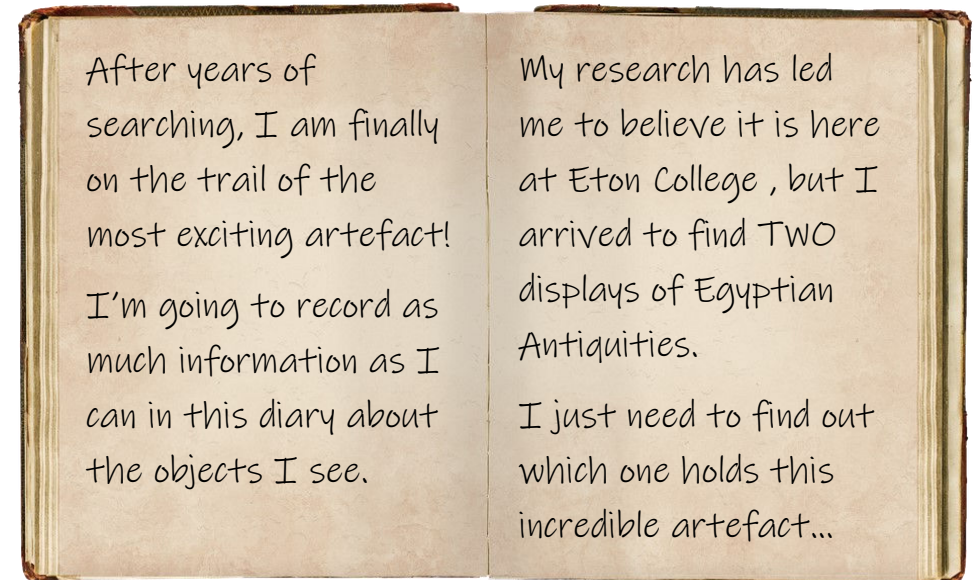 After years of
searching, I am finally
on the trail of the
most exciting artefact!
I'm going to record as
much information as I
can in this diary about
the objects I see.
My research has led
me to believe it is here
at Eton College , but I
arrived to find TWO
displays of Egyptian
Antiquities.
I just need to find out
which one holds this
incredible artefact...